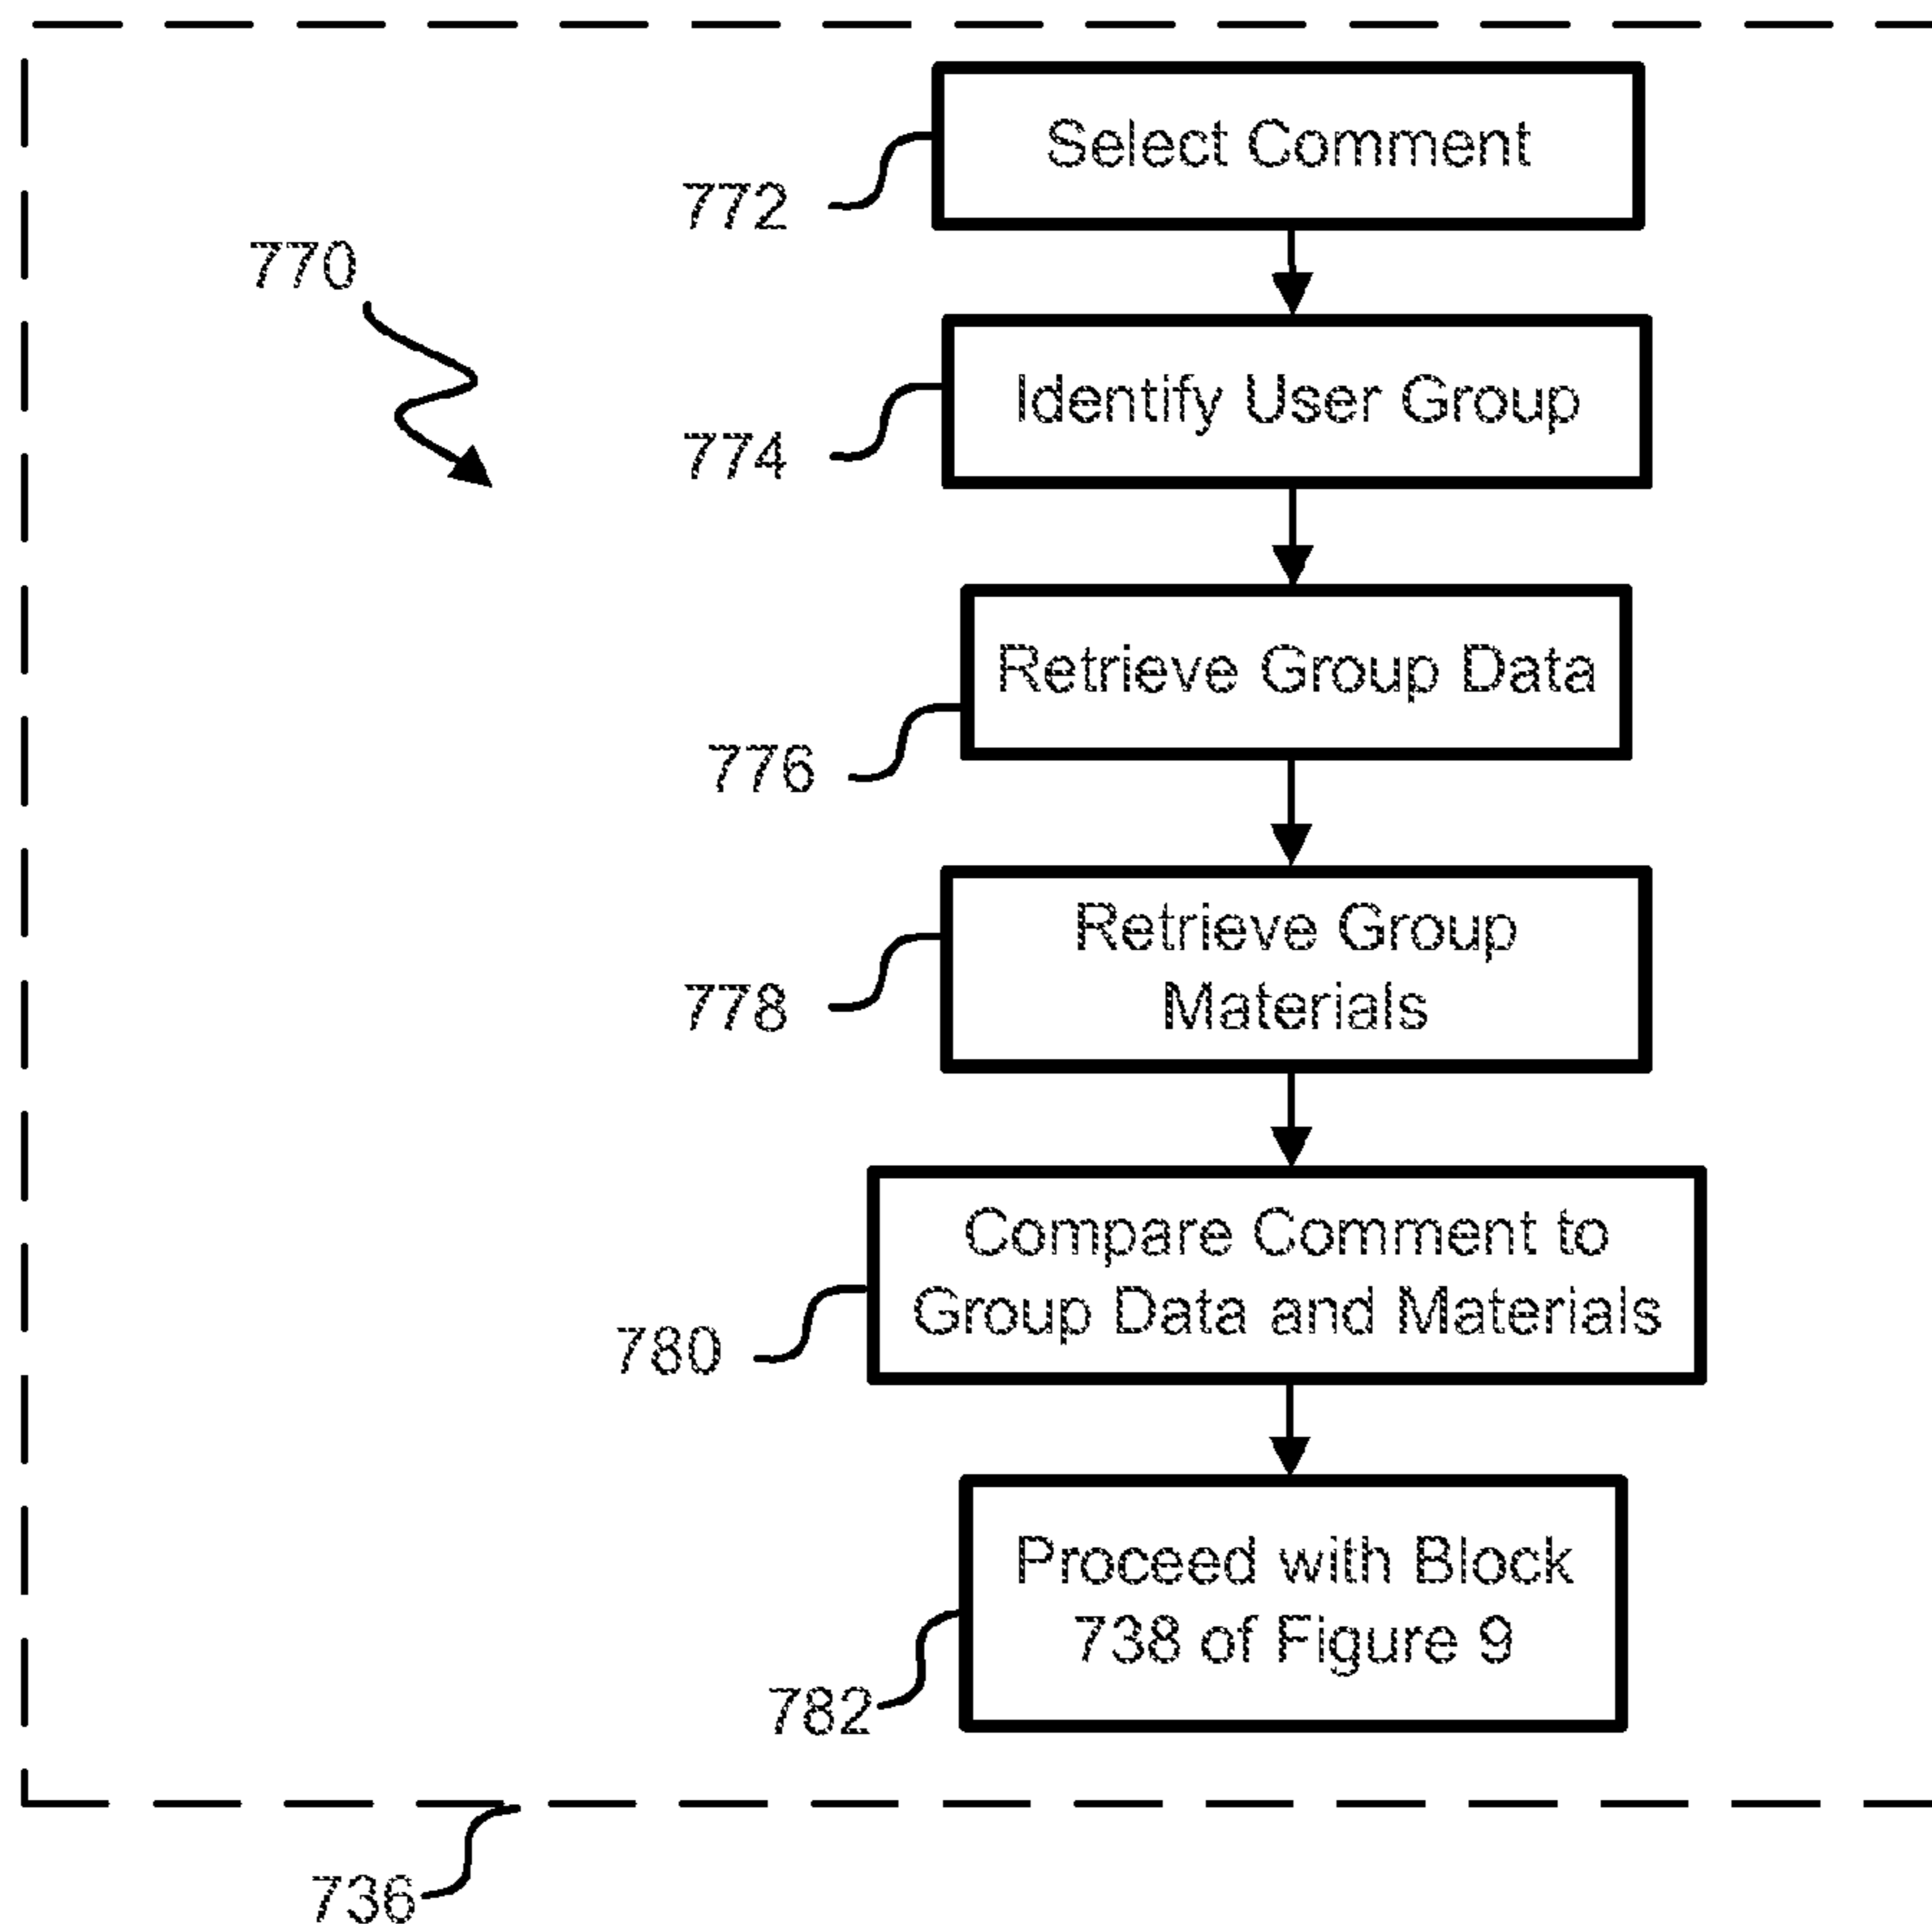 Select Comment
772
770
Identify User Group
774
Retrieve Group Data
776
Retrieve Group
Materials
778
Compare Comment to
Group Data and Materials
780
Proceed with Block
738 of Figure 9
782
736